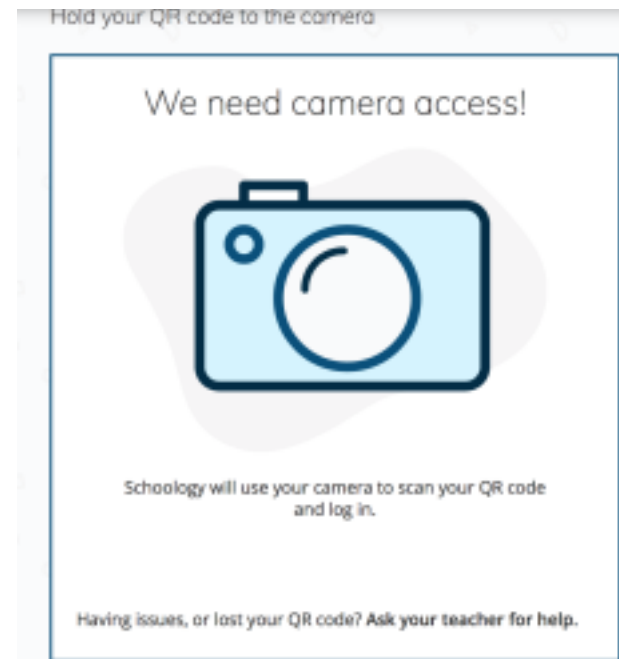 Hold your QR code to the camera
We need camera access!
Schoology will use your camera to scan your QR code
and log in.
Having issues, or lost your QR code? Ask your teacher for help.